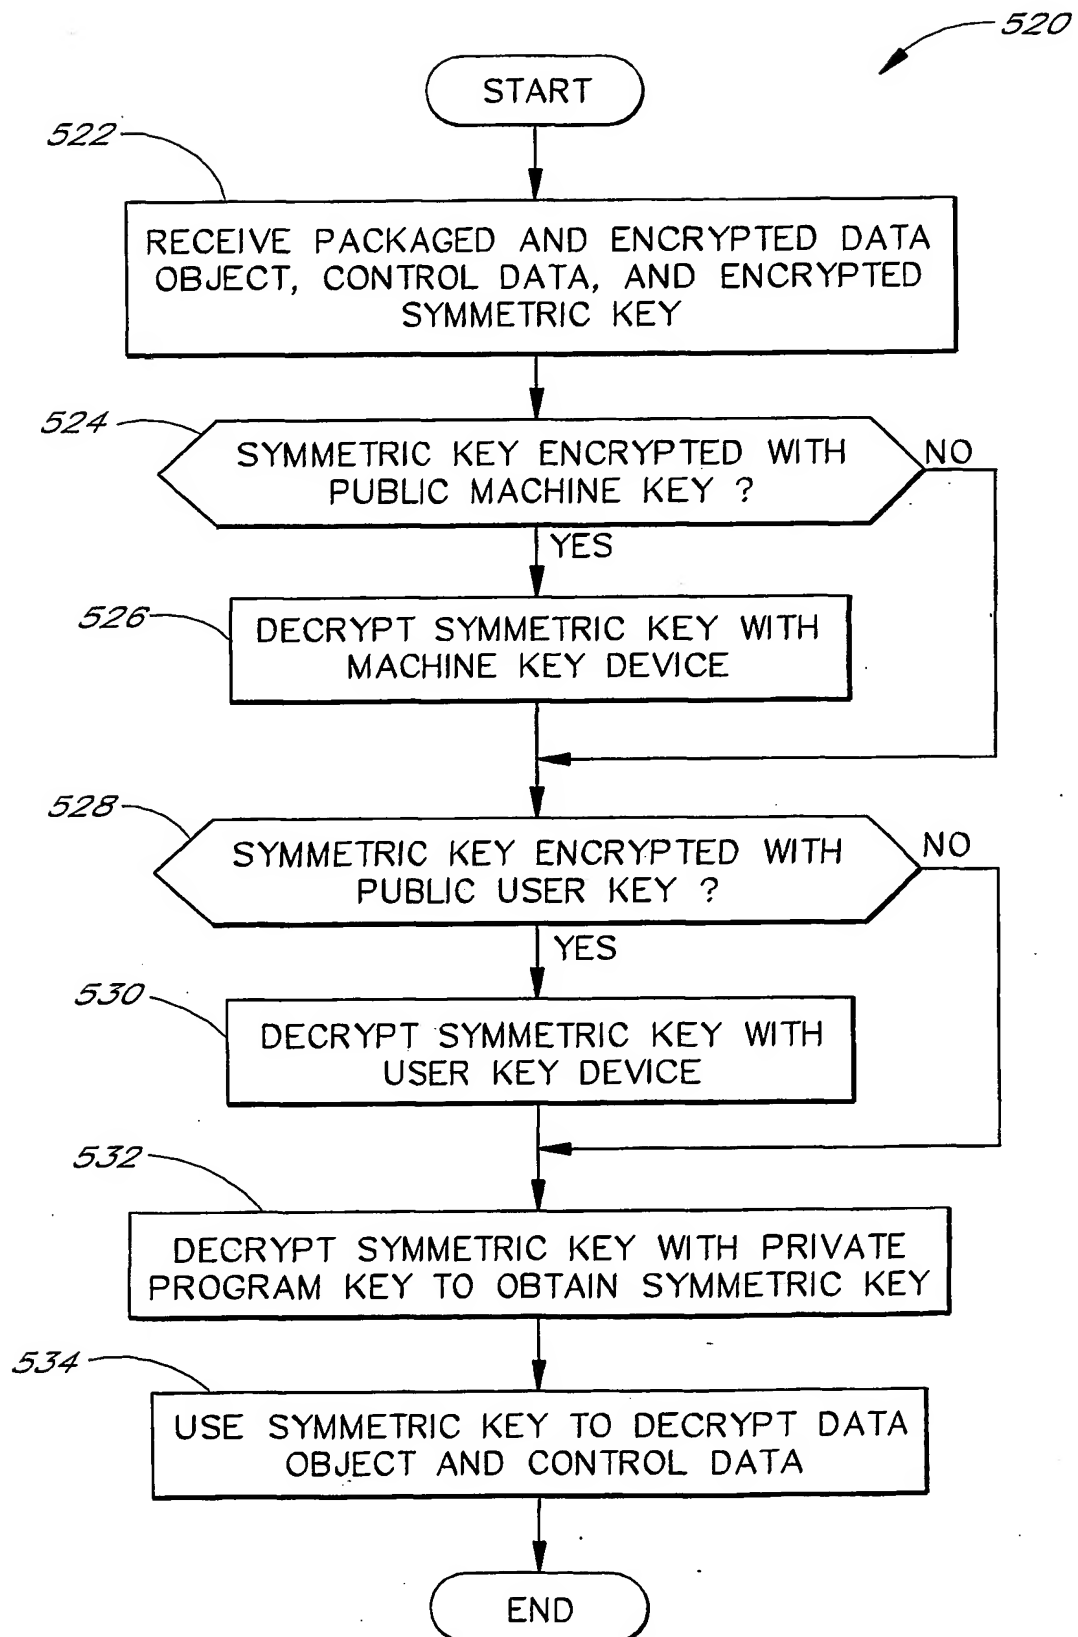 520
START
522
RECEIVE PACKAGED AND ENCRYPTED DATA
OBJECT, CONTROL DATA, AND ENCRYPTED
SYMMETRIC KEY
524
SYMMETRIC KEY ENCRYPTED WITH
PUBLIC MACHINE KEY ?
NO
YES
526
DECRYPT SYMMETRIC KEY WITH
MACHINE KEY DEVICE
528
SYMMETRIC KEY ENCRYPTED WITH
PUBLIC USER KEY ?
NO
YES
530
DECRYPT SYMMETRIC KEY WITH
USER KEY DEVICE
532
DECRYPT SYMMETRIC KEY WITH PRIVATE
PROGRAM KEY TO OBTAIN SYMMETRIC KEY
534
USE SYMMETRIC KEY TO DECRYPT DATA
OBJECT AND CONTROL DATA
END